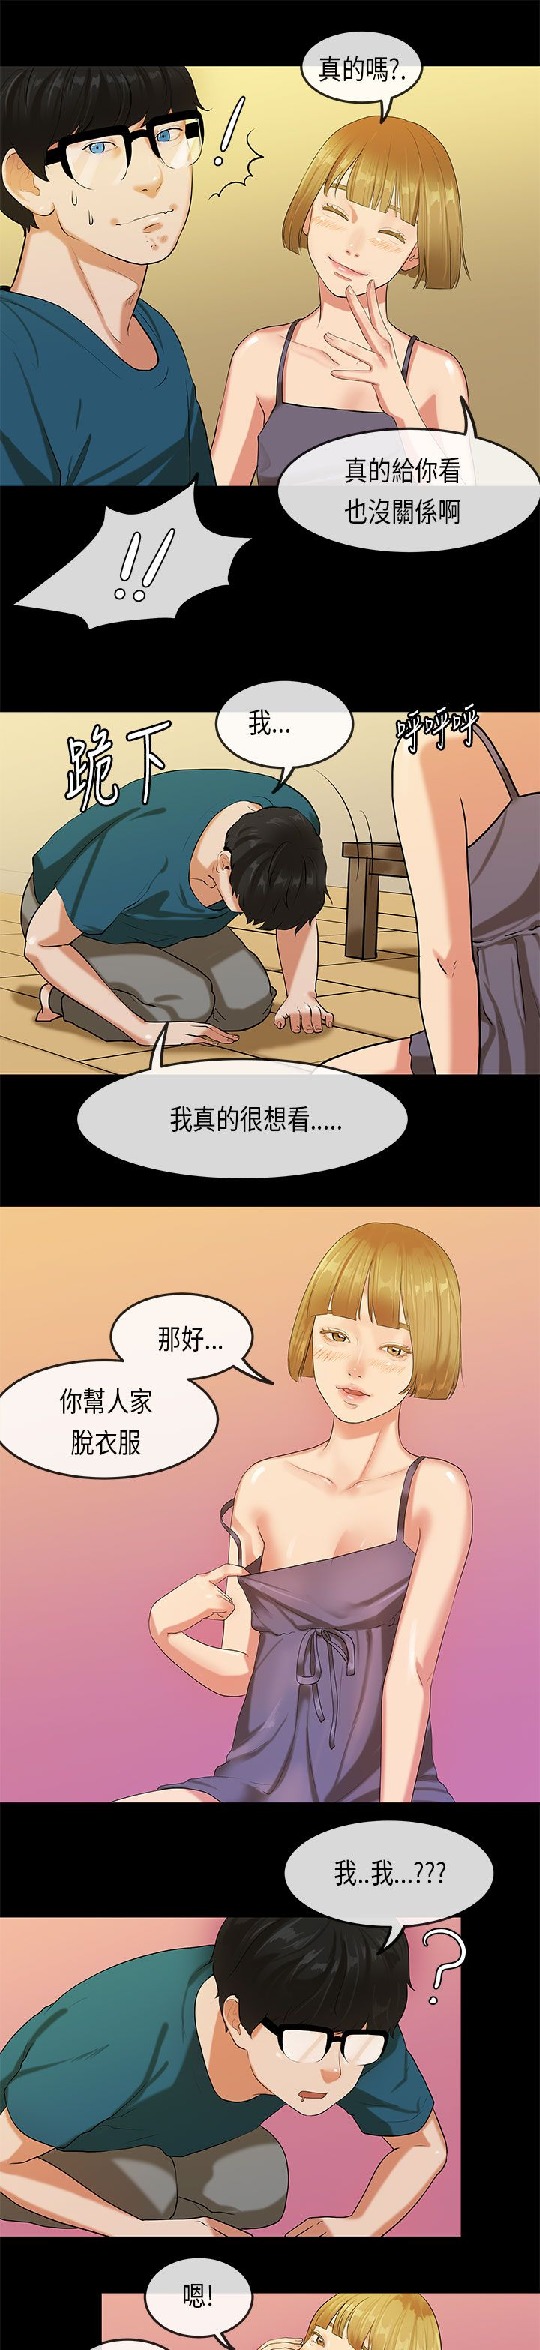 真的嗎?.
真的給你看
也沒關係啊
!
!!
我...
跪下
呼呼呼
我真的很想看.....
那好...
你幫人家
脫衣服
我..我...???
?
嗯!